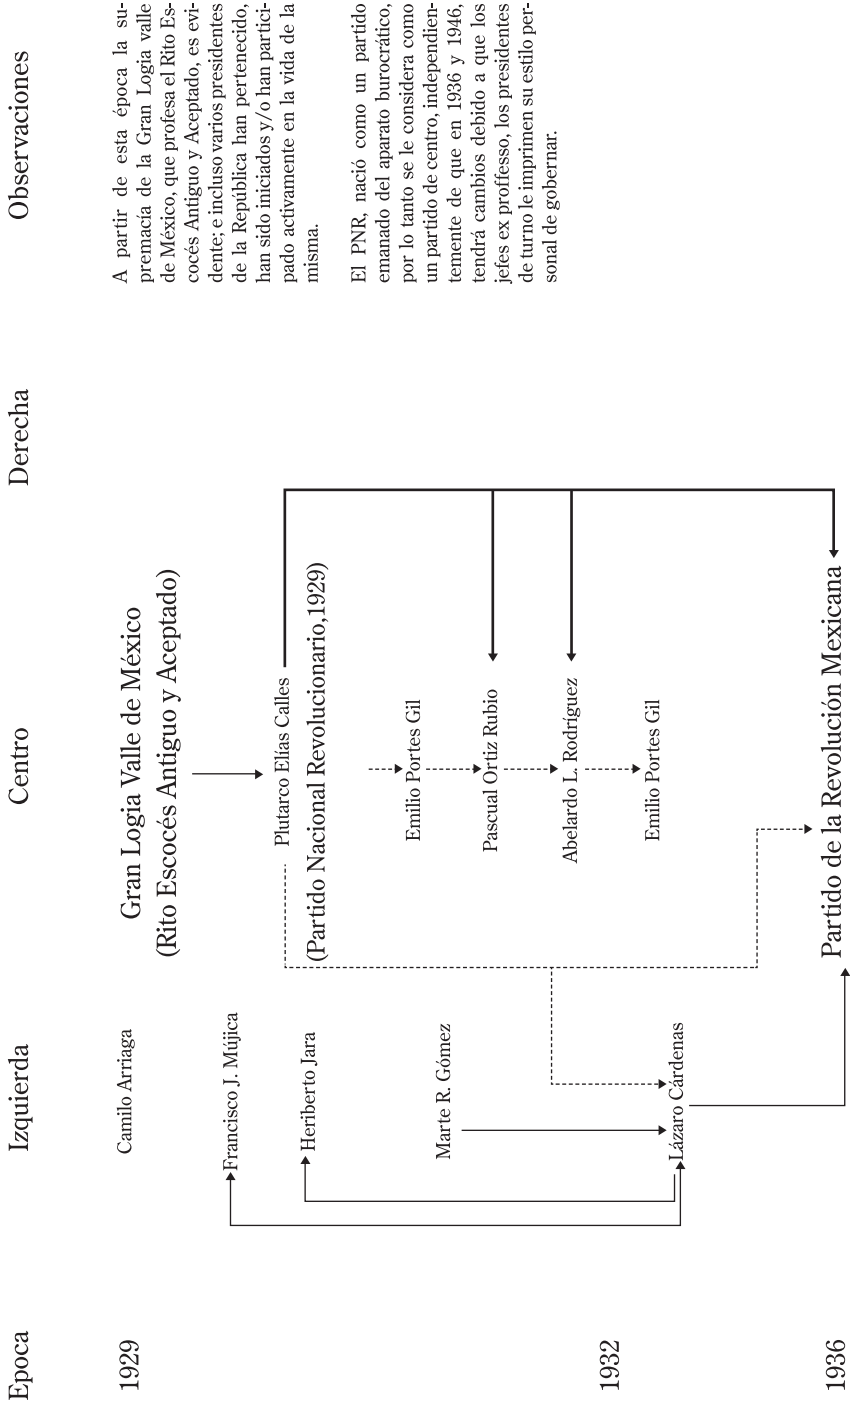 Epoca
Izquierda
Centro
Derecha
Observaciones
1929
Camilo Arriaga
Gran Logia Valle de México
(Rito Escocés Antiguo y Aceptado)
A partir de esta época la su-
premacía de la Gran Logia valle
de México, que profesa el Rito Es-
cocés Antiguo y Aceptado, es evi-
dente; e incluso varios presidentes
de la República han pertenecido,
han sido iniciados y/o han partici-
pado activamente en la vida de la
misma.
Francisco J. Mújica
Heriberto Jara
Plutarco Elías Calles
(Partido Nacional Revolucionario,1929)
El PNR, nació como un partido
emanado del aparato burocrático,
por lo tanto se le considera como
un partido de centro, independien-
temente de que en 1936 y 1946,
tendrá cambios debido a que los
jefes ex proffesso, los presidentes
de turno le imprimen su estilo per-
sonal de gobernar.
Emilio Portes Gil
Marte R. Gómez
Pascual Ortiz Rubio
Abelardo L. Rodríguez
1932
Emilio Portes Gil
Lázaro Cárdenas
1936
Partido de la Revolución Mexicana